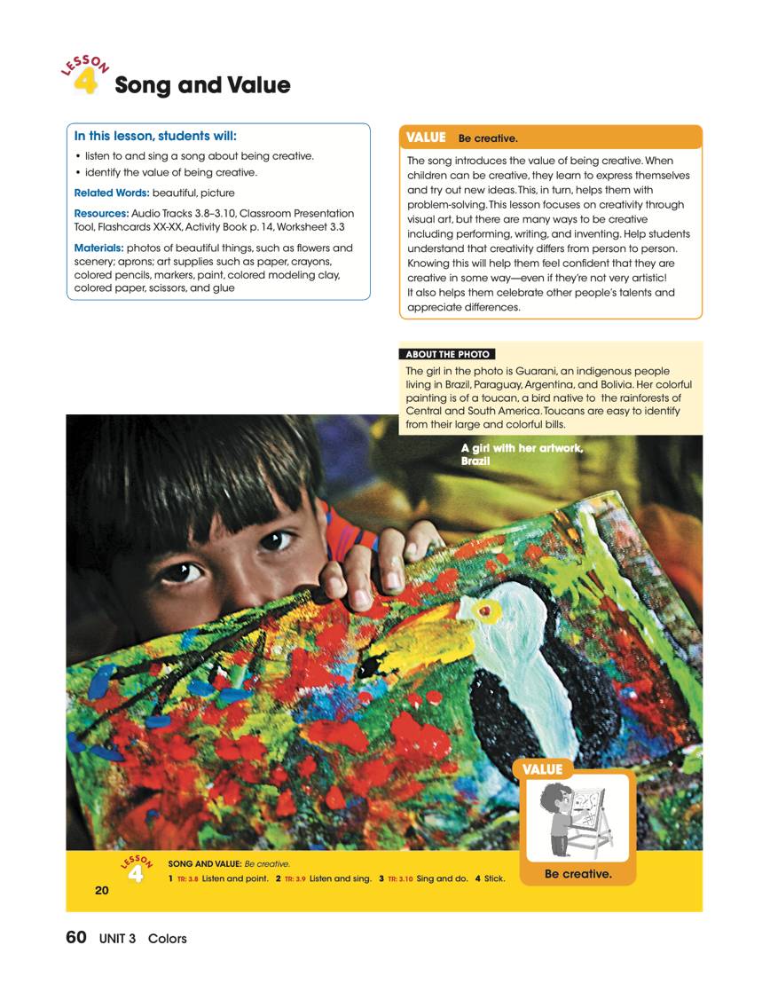 LESSON
4 Song and Value
In this lesson, students will:
• listen to and sing a song about being creative.
• identify the value of being creative.
Related Words: beautiful, picture
Resources: Audio Tracks 3.8–3.10, Classroom Presentation
Tool, Flashcards XX-XX, Activity Book p. 14, Worksheet 3.3
Materials: photos of beautiful things, such as flowers and
scenery; aprons; art supplies such as paper, crayons,
colored pencils, markers, paint, colored modeling clay,
colored paper, scissors, and glue
VALUE Be creative.
The song introduces the value of being creative. When
children can be creative, they learn to express themselves
and try out new ideas. This, in turn, helps them with
problem-solving. This lesson focuses on creativity through
visual art, but there are many ways to be creative
including performing, writing, and inventing. Help students
understand that creativity differs from person to person.
Knowing this will help them feel confident that they are
creative in some way—even if they're not very artistic!
It also helps them celebrate other people's talents and
appreciate differences.
ABOUT THE PHOTO
The girl in the photo is Guarani, an indigenous people
living in Brazil, Paraguay, Argentina, and Bolivia. Her colorful
painting is of a toucan, a bird native to the rainforests of
Central and South America. Toucans are easy to identify
from their large and colorful bills.
A girl with her artwork,
Brazil
VALUE
Be creative.
LESSON
4
SONG AND VALUE: Be creative.
1 TR: 3.8 Listen and point. 2 TR: 3.9 Listen and sing. 3 TR: 3.10 Sing and do. 4 Stick.
20
60 UNIT 3 Colors